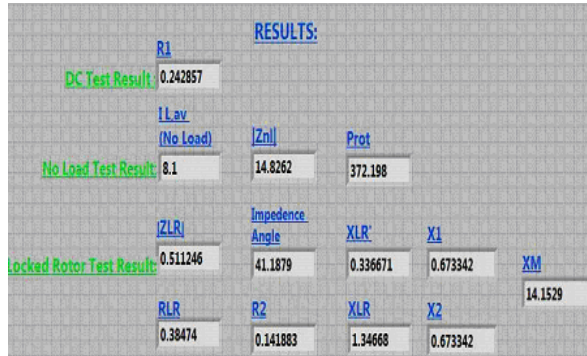 RESULTS:
R1
DC Test Result : 0.242857
I L,av
(No Load) |Znl| Prot
No Load Test Result: 8.1 14.8262 372.198
|ZLR| Impedence Angle XLR' X1
Locked Rotor Test Result: 0.511246 41.1879 0.336671 0.673342 XM
14.1529
RLR R2 XLR X2
0.38474 0.141883 1.34668 0.673342